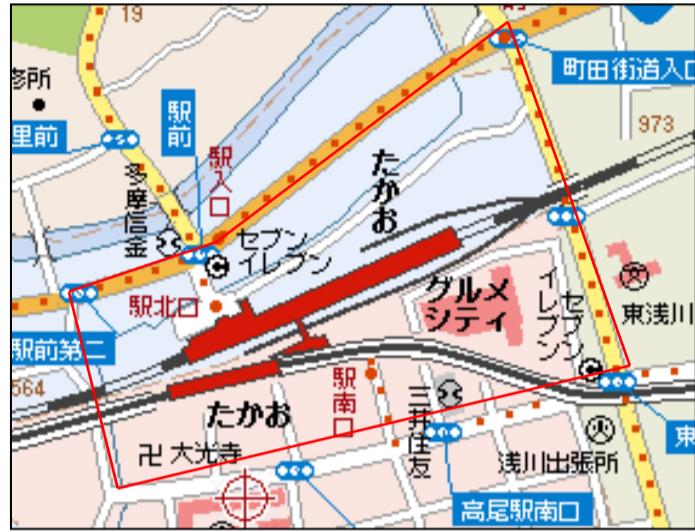 19
前
修所
町田街道入口
里前
駅前
973
駅入口
たかお
多摩信金
セブン
イレブン
駅北口
グルメ
シティ
セブン
イレブン
東浅川
駅前第二
564
駅南口
たかお
三井住友
卍 大光寺
浅川出張所
東
高尾駅南口